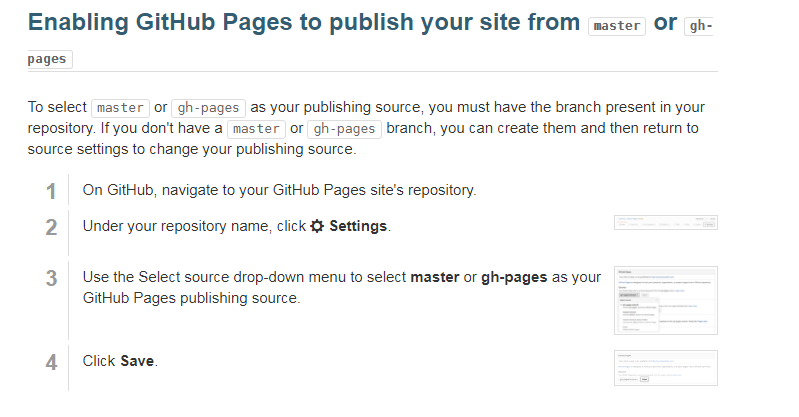 Enabling GitHub Pages to publish your site from master or gh-
pages
To select master or gh-pages as your publishing source, you must have the branch present in your
repository. If you don't have a master or gh-pages branch, you can create them and then return to
source settings to change your publishing source.
1 On GitHub, navigate to your GitHub Pages site's repository.
2 Under your repository name, click Settings.
3 Use the Select source drop-down menu to select master or gh-pages as your
GitHub Pages publishing source.
4 Click Save.